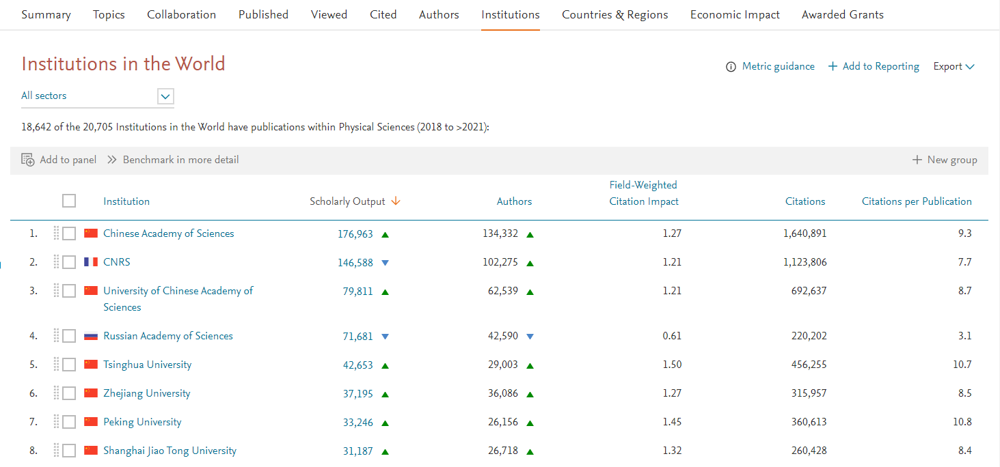 Summary Topics Collaboration Published Viewed Cited Authors Institutions Countries & Regions Economic Impact Awarded Grants
Institutions in the World
Metric guidance + Add to Reporting Export
All sectors
18,642 of the 20,705 Institutions in the World have publications within Physical Sciences (2018 to >2021):
Add to panel Benchmark in more detail + New group
Field-Weighted
Institution Scholarly Output Authors Citation Impact Citations Citations per Publication
1. Chinese Academy of Sciences 176,963 134,332 1.27 1,640,891 9.3
2. CNRS 146,588 102,275 1.21 1,123,806 7.7
3. University of Chinese Academy of 79,811 62,539 1.21 692,637 8.7
Sciences
4. Russian Academy of Sciences 71,681 42,590 0.61 220,202 3.1
5. Tsinghua University 42,653 29,003 1.50 456,255 10.7
6. Zhejiang University 37,195 36,086 1.27 315,957 8.5
7. Peking University 33,246 26,156 1.45 360,613 10.8
8. Shanghai Jiao Tong University 31,187 26,718 1.32 260,428 8.4